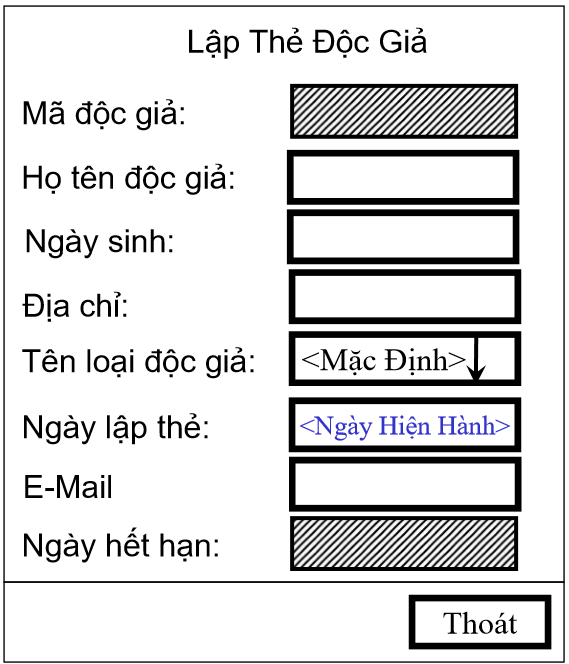 Lập Thẻ Độc Giả
Mã độc giả:
Họ tên độc giả:
Ngày sinh:
Địa chỉ:
Tên loại độc giả: <Mặc Định>
Ngày lập thẻ: <Ngày Hiện Hành>
E-Mail
Ngày hết hạn:
Thoát